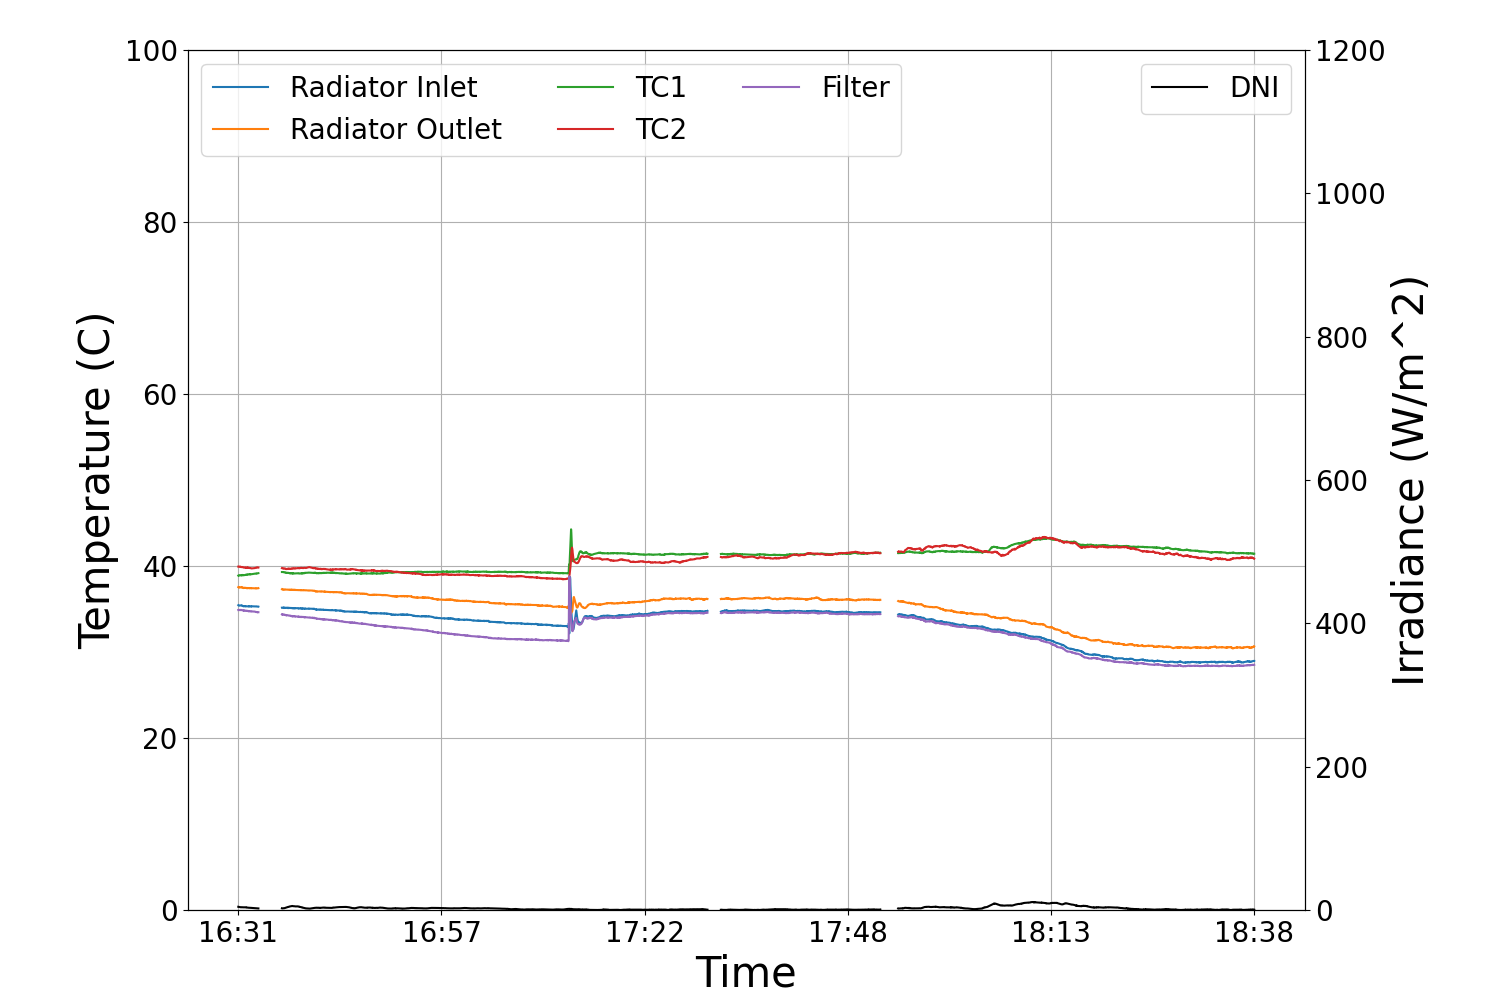 Radiator Inlet
Radiator Outlet
TC1
TC2
Filter
DNI
Temperature (C)
100
80
60
40
20
0
Irradiance (W/m^2)
1200
1000
800
600
400
200
0
16:31 16:57 17:22 17:48 18:13 18:38
Time